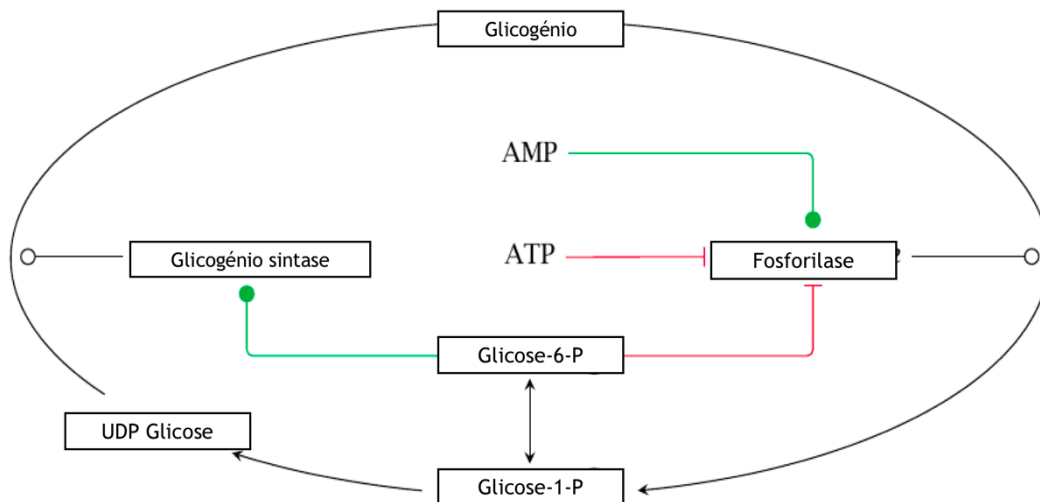 Glicogénio
AMP
ATP
Glicogénio sintase
Fosforilase
Glicose-6-P
UDP Glicose
Glicose-1-P